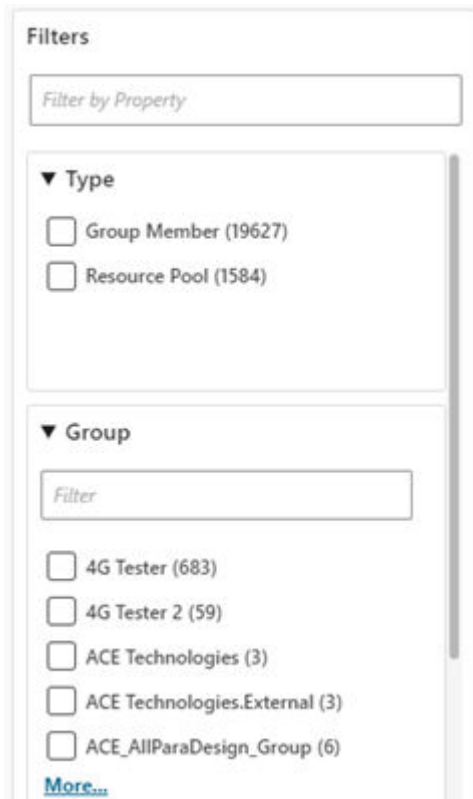 Filters
Filter by Property
Type
Group Member (19627)
Resource Pool (1584)
Group
Filter
4G Tester (683)
4G Tester 2 (59)
ACE Technologies (3)
ACE Technologies.External (3)
ACE_AllParaDesign_Group (6)
More...